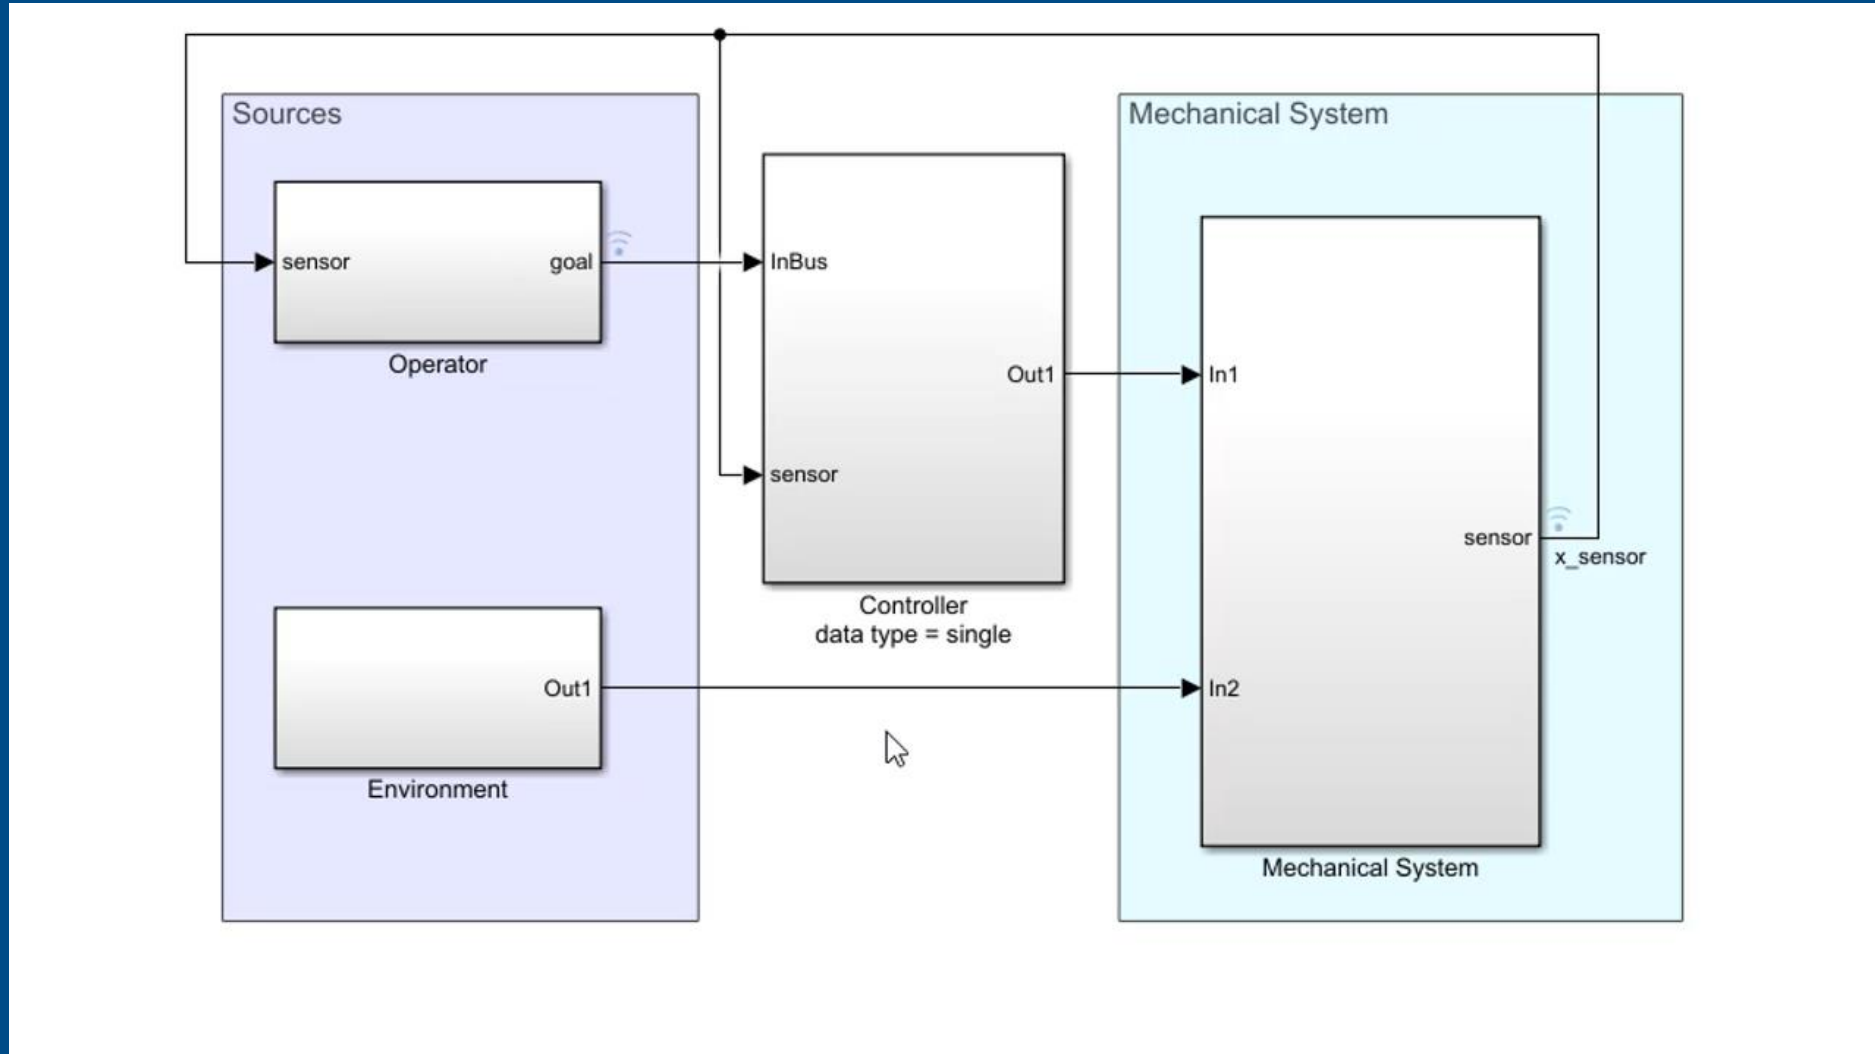 Sources
Mechanical System
sensor
goal
Operator
InBus
Out1
sensor
Controller
data type = single
In1
sensor
x_sensor
Out1
In2
Environment
Mechanical System